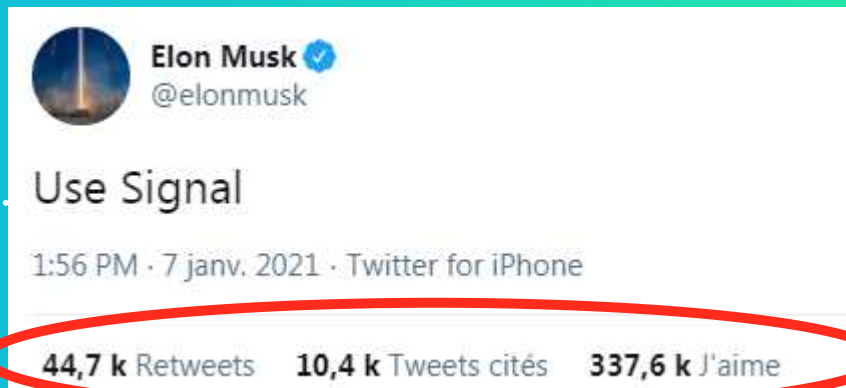 Elon Musk
@elonmusk
Use Signal
1:56 PM · 7 janv. 2021 · Twitter for iPhone
44,7 k Retweets 10,4 k Tweets cités 337,6 k J'aime